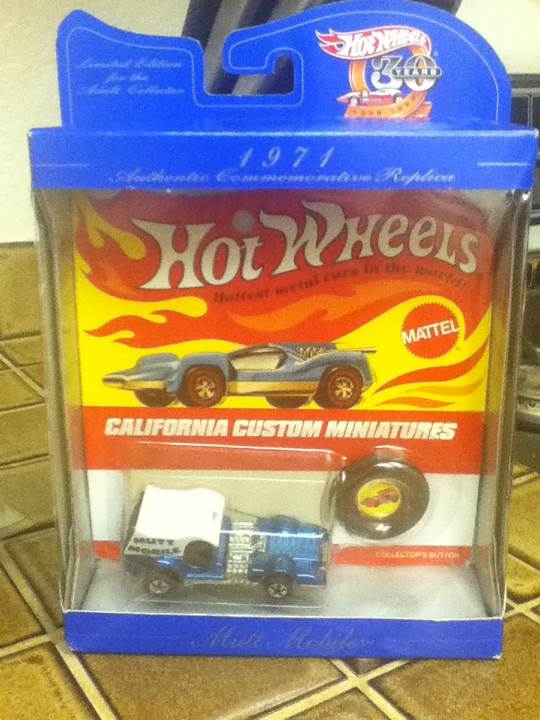 Limited Edition
for the
Adult Collector
Hot Wheels
30
YEARS
1971
Authentic Commemorative Replica
Hot Wheels
Hottest metal cars in the world!
MATTEL
CALIFORNIA CUSTOM MINIATURES
MUTT
MOBILE
COLLECTOR'S BUTTON
Mutt Mobile